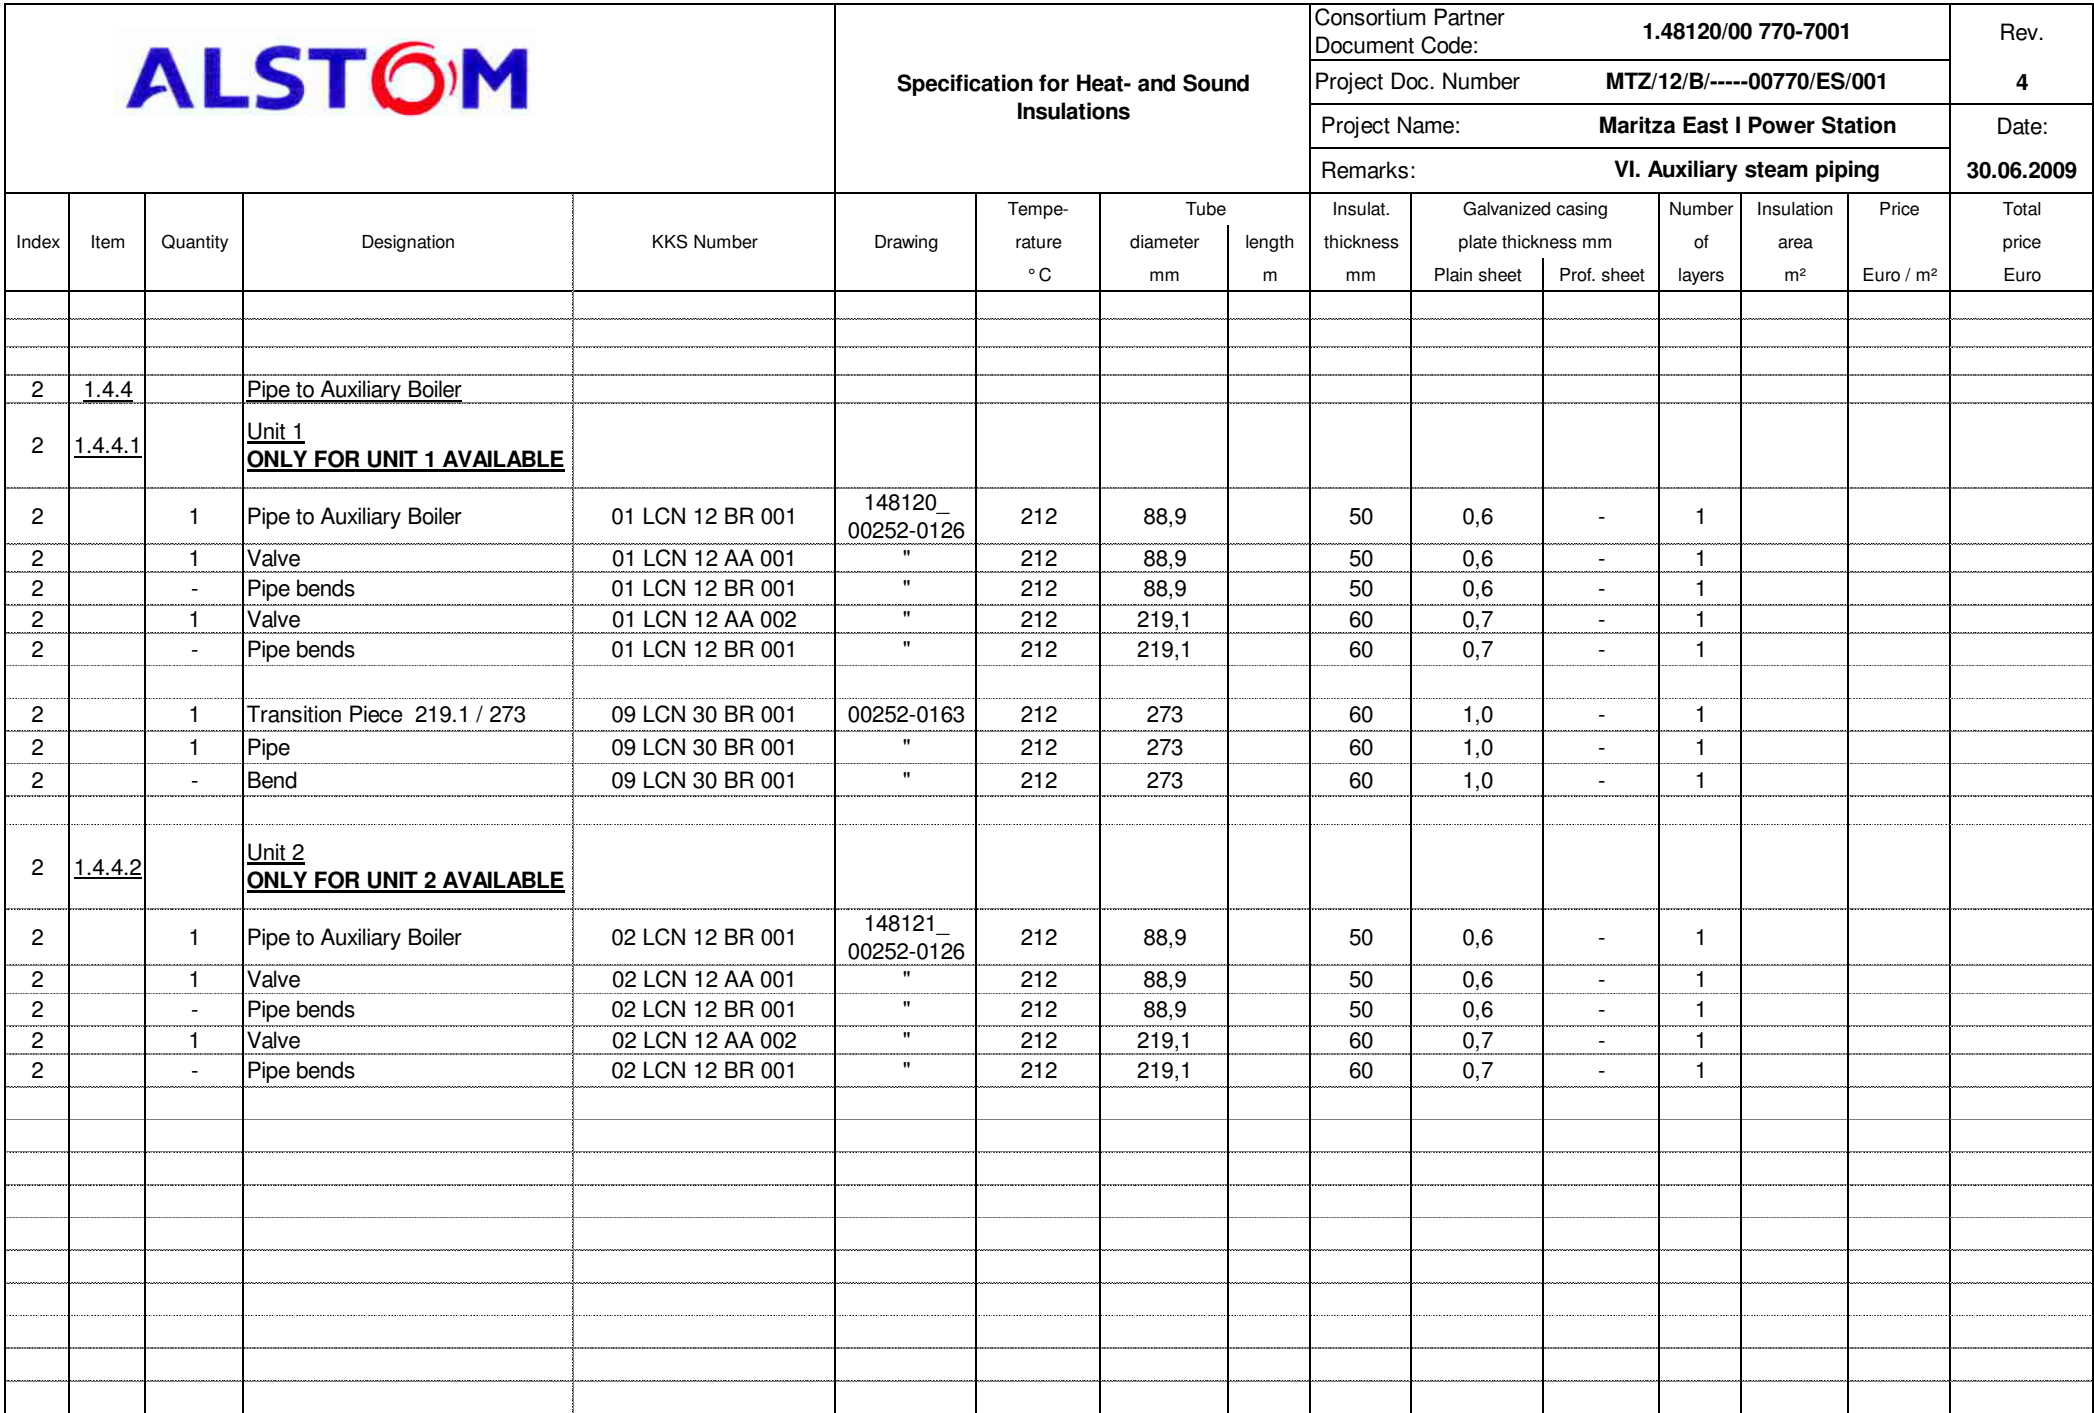 ALSTOM
Specification for Heat- and Sound
Insulations
Consortium Partner
Document Code: 1.48120/00 770-7001
Rev.
Project Doc. Number MTZ/12/B/-----00770/ES/001
4
Project Name: Maritza East I Power Station
Date:
Remarks: VI. Auxiliary steam piping
30.06.2009
Index Item Quantity Designation KKS Number Drawing Tempe- rature °C Tube diameter mm length m Insulat. thickness mm Galvanized casing plate thickness mm Plain sheet Prof. sheet Number of layers Insulation area m² Price Euro / m² Total price Euro
2 1.4.4 Pipe to Auxiliary Boiler
2 1.4.4.1 Unit 1
ONLY FOR UNIT 1 AVAILABLE
2 1 Pipe to Auxiliary Boiler 01 LCN 12 BR 001 148120_ 00252-0126 212 88,9 50 0,6 - 1
2 1 Valve 01 LCN 12 AA 001 " 212 88,9 50 0,6 - 1
2 - Pipe bends 01 LCN 12 BR 001 " 212 88,9 50 0,6 - 1
2 1 Valve 01 LCN 12 AA 002 " 212 219,1 60 0,7 - 1
2 - Pipe bends 01 LCN 12 BR 001 " 212 219,1 60 0,7 - 1
2 1 Transition Piece 219.1 / 273 09 LCN 30 BR 001 00252-0163 212 273 60 1,0 - 1
2 1 Pipe 09 LCN 30 BR 001 " 212 273 60 1,0 - 1
2 - Bend 09 LCN 30 BR 001 " 212 273 60 1,0 - 1
2 1.4.4.2 Unit 2
ONLY FOR UNIT 2 AVAILABLE
2 1 Pipe to Auxiliary Boiler 02 LCN 12 BR 001 148121_ 00252-0126 212 88,9 50 0,6 - 1
2 1 Valve 02 LCN 12 AA 001 " 212 88,9 50 0,6 - 1
2 - Pipe bends 02 LCN 12 BR 001 " 212 88,9 50 0,6 - 1
2 1 Valve 02 LCN 12 AA 002 " 212 219,1 60 0,7 - 1
2 - Pipe bends 02 LCN 12 BR 001 " 212 219,1 60 0,7 - 1